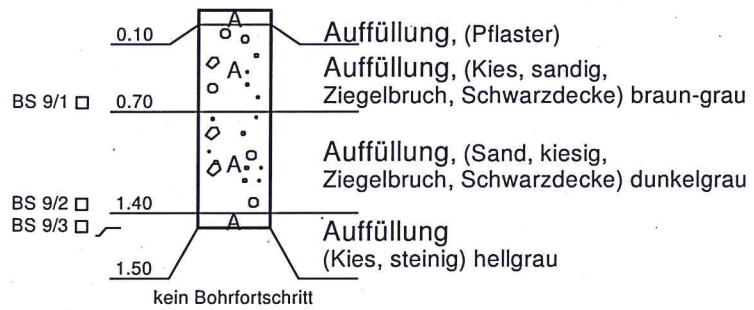 A
0.10 Auffüllung, (Pflaster)
A Auffüllung, (Kies, sandig,
BS 9/1 0.70 Ziegelbruch, Schwarzdecke) braun-grau
A Auffüllung, (Sand, kiesig,
Ziegelbruch, Schwarzdecke) dunkelgrau
BS 9/2 1.40
BS 9/3 A Auffüllung
(Kies, steinig) hellgrau
1.50
kein Bohrfortschritt